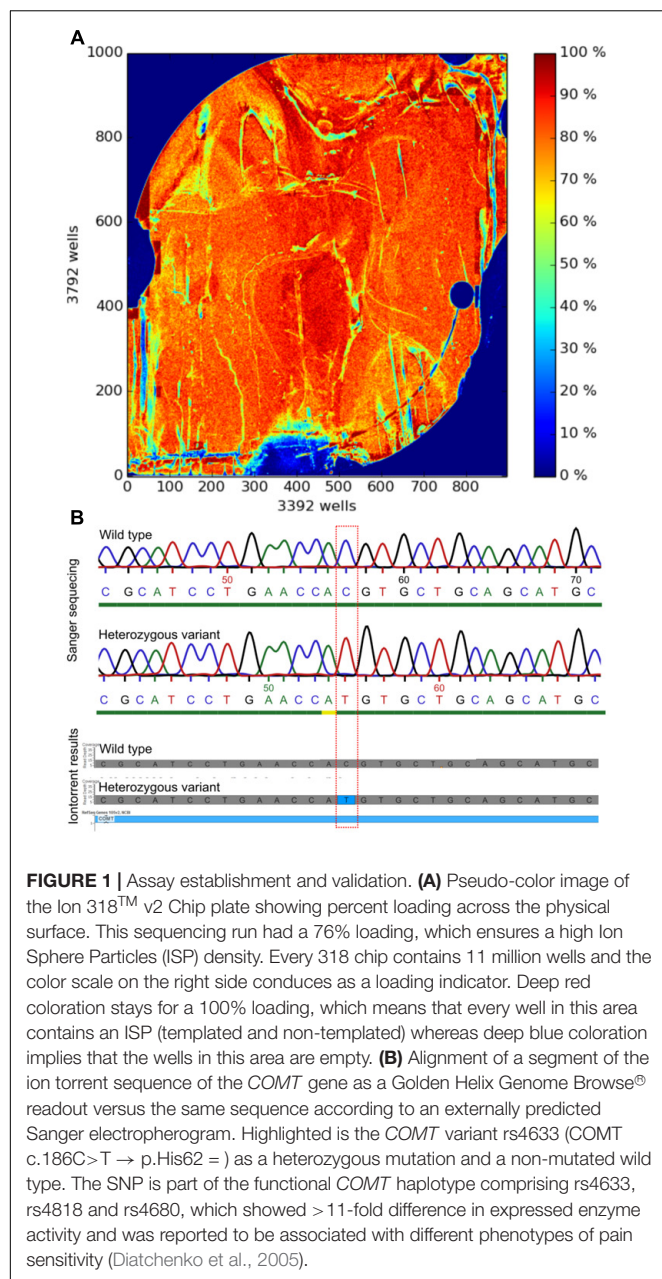 A
1000
800
600
400
200
0
3792 wells
0 100 200 300 400 500 600 700 800
3392 wells
100 %
90 %
80 %
70 %
60 %
50 %
40 %
30 %
20 %
10 %
0 %
B
Sanger sequecing
Wild type
50 60 70
C G C A T C C T G A A C C A C G T G C T G C A G C A T G C
Heterozygous variant
50 60
C G C A T C C T G A A C C A T G T G C T G C A G C A T G C
Iontorrent results
Wild type
C G C A T C C T G A A C C A C G T G C T G C A G C A T G C
Heterozygous variant
C G C A T C C T G A A C C A T G T G C T G C A G C A T G C
COMT
FIGURE 1 | Assay establishment and validation. (A) Pseudo-color image of
the Ion 318™ v2 Chip plate showing percent loading across the physical
surface. This sequencing run had a 76% loading, which ensures a high Ion
Sphere Particles (ISP) density. Every 318 chip contains 11 million wells and the
color scale on the right side conduces as a loading indicator. Deep red
coloration stays for a 100% loading, which means that every well in this area
contains an ISP (templated and non-templated) whereas deep blue coloration
implies that the wells in this area are empty. (B) Alignment of a segment of the
ion torrent sequence of the COMT gene as a Golden Helix Genome Browse®
readout versus the same sequence according to an externally predicted
Sanger electropherogram. Highlighted is the COMT variant rs4633 (COMT
c.186C>T → p.His62 = ) as a heterozygous mutation and a non-mutated wild
type. The SNP is part of the functional COMT haplotype comprising rs4633,
rs4818 and rs4680, which showed >11-fold difference in expressed enzyme
activity and was reported to be associated with different phenotypes of pain
sensitivity (Diatchenko et al., 2005).